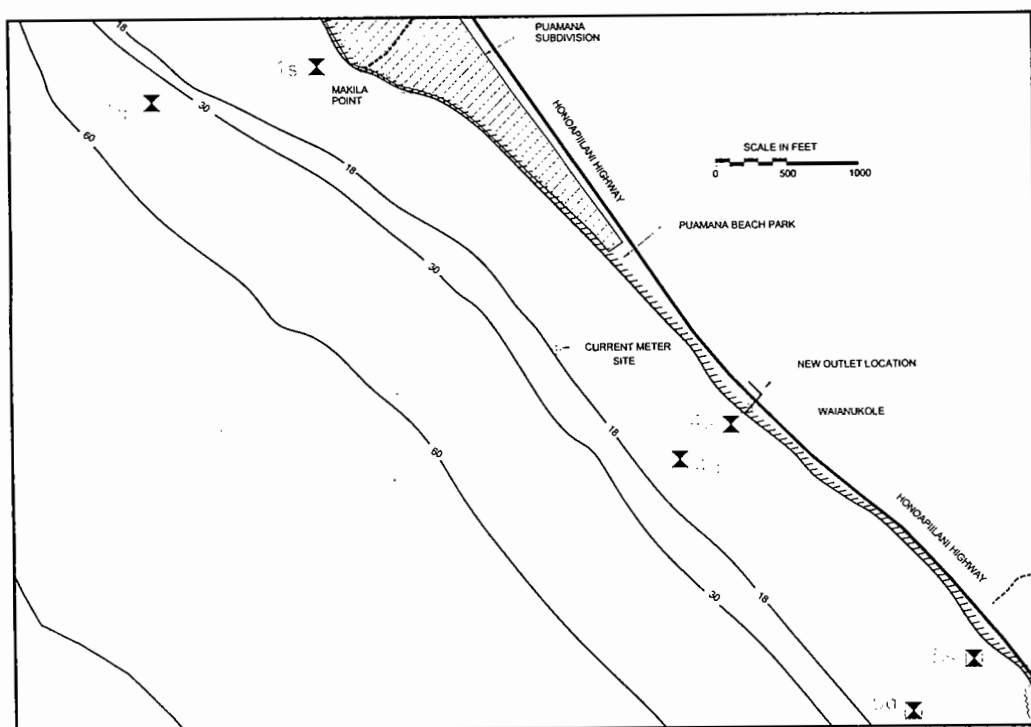 18
PUAMANA
SUBDIVISION
MAKILA
POINT
30
60
HONOAPIILANI HIGHWAY
SCALE IN FEET
0 500 1000
18
PUAMANA BEACH PARK
30
CURRENT METER
SITE
NEW OUTLET LOCATION
WAIANUKOLE
18
60
HONOAPIILANI HIGHWAY
30
18